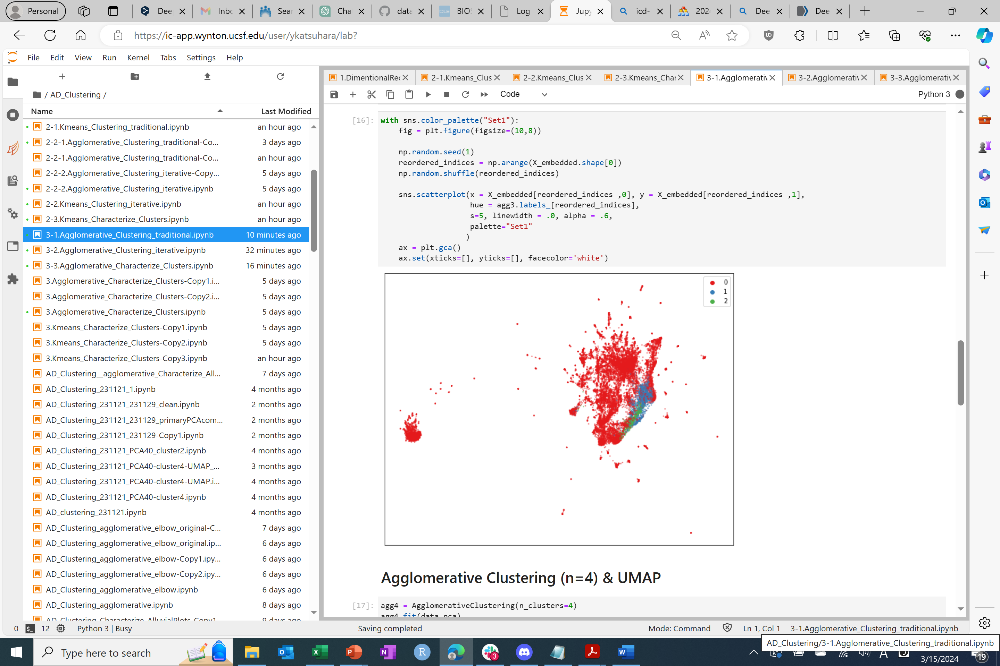 Personal
Dee
Inbo
Sear
Cha
data
CLE
BIO
Log
Jupy
icd-
202
Dee
Dee
https://ic-app.wynton.ucsf.edu/user/ykatsuhara/lab?
File Edit View Run Kernel Tabs Settings Help
/ AD_Clustering /
Name Last Modified
2-1.Kmeans_Clustering_traditional.ipynb an hour ago
2-2-1.Agglomerative_Clustering_traditional-Co... 3 days ago
2-2-1.Agglomerative_Clustering_traditional-Co... an hour ago
2-2-2.Agglomerative_Clustering_iterative-Copy... 5 days ago
2-2-2.Agglomerative_Clustering_iterative.ipynb 5 days ago
2-2.Kmeans_Clustering_iterative.ipynb an hour ago
2-3.Kmeans_Characterize_Clusters.ipynb an hour ago
3-1.Agglomerative_Clustering_traditional.ipynb 10 minutes ago
3-2.Agglomerative_Clustering_iterative.ipynb 32 minutes ago
3-3.Agglomerative_Characterize_Clusters.ipynb 16 minutes ago
3.Agglomerative_Characterize_Clusters-Copy1.i... 5 days ago
3.Agglomerative_Characterize_Clusters-Copy2.i... 5 days ago
3.Agglomerative_Characterize_Clusters.ipynb 5 days ago
3.Kmeans_Characterize_Clusters-Copy1.ipynb 5 days ago
3.Kmeans_Characterize_Clusters-Copy2.ipynb 5 days ago
3.Kmeans_Characterize_Clusters-Copy3.ipynb an hour ago
AD_Clustering__agglomerative_Characterize_All... 7 days ago
AD_Clustering_231121_1.ipynb 4 months ago
AD_Clustering_231121_231129_clean.ipynb 2 months ago
AD_Clustering_231121_231129_primaryPCAcom... 2 months ago
AD_Clustering_231121_231129-Copy1.ipynb 2 months ago
AD_Clustering_231121_PCA40_cluster2.ipynb 4 months ago
AD_Clustering_231121_PCA40-cluster4-UMAP_... 3 months ago
AD_Clustering_231121_PCA40-cluster4-UMAP.i... 4 months ago
AD_Clustering_231121_PCA40-cluster4.ipynb 4 months ago
AD_clustering_231121.ipynb 4 months ago
AD_Clustering_agglomerative_elbow_original-C... 7 days ago
AD_Clustering_agglomerative_elbow_original.ip... 6 days ago
AD_Clustering_agglomerative_elbow-Copy1.ipy... 6 days ago
AD_Clustering_agglomerative_elbow-Copy2.ipy... 6 days ago
AD_Clustering_agglomerative_elbow.ipynb 6 days ago
AD_Clustering_agglomerative.ipynb 8 days ago
AD_Clustering_Characterize_AlluvialPlots-Copy1 9 days ago
1.DimentionalRec
2-1.Kmeans_Clus
2-2.Kmeans_Clus
2-3.Kmeans_Char
3-1.Agglomerativ
3-2.Agglomerativ
3-3.Agglomerativ
Code
Python 3
[16]:
with sns.color_palette("Set1"):
fig = plt.figure(figsize=(10,8))
np.random.seed(1)
reordered_indices = np.arange(X_embedded.shape[0])
np.random.shuffle(reordered_indices)
sns.scatterplot(x = X_embedded[reordered_indices ,0], y = X_embedded[reordered_indices ,1],
hue = agg3.labels_[reordered_indices],
s=5, linewidth = .0, alpha = .6,
palette="Set1"
)
ax = plt.gca()
ax.set(xticks=[], yticks=[], facecolor='white')
0
1
2
Agglomerative Clustering (n=4) & UMAP
[17]:
agg4 = AgglomerativeClustering(n_clusters=4)
agg4.fit(data_pca)
0 12 Python 3 | Busy Saving completed Mode: Command Ln 1, Col 1 3-1.Agglomerative_Clustering_traditional.ipynb
AD_Clustering/3-1.Agglomerative_Clustering_traditional.ipynb
Type here to search
3
3/15/2024
19